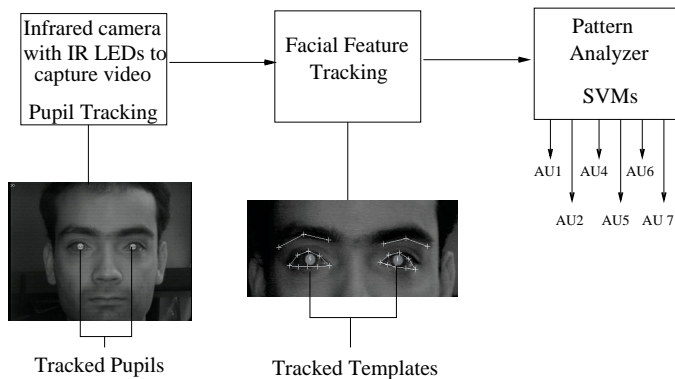 Infrared camera
with IR LEDs to
capture video
Pupil Tracking
Facial Feature
Tracking
Pattern
Analyzer
SVMs
AU1
AU4
AU6
AU2
AU5
AU 7
Tracked Pupils
Tracked Templates